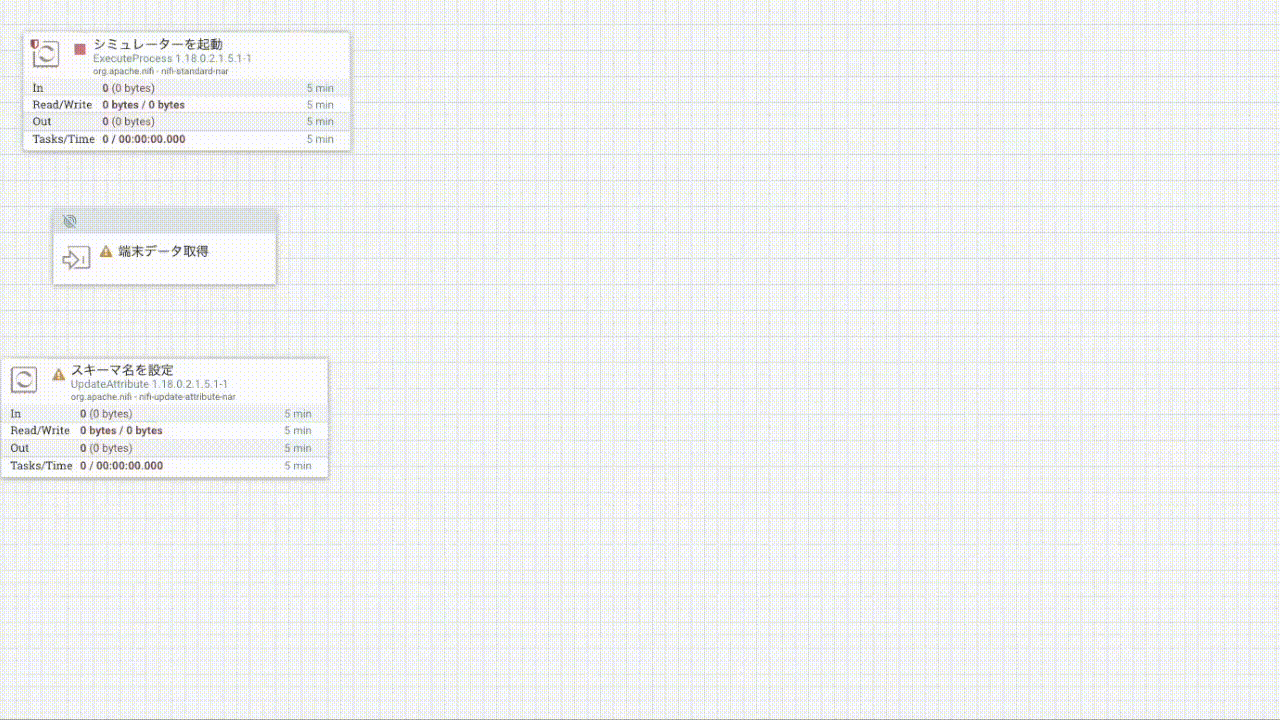 シミュレーターを起動
ExecuteProcess 1.18.0.2.1.5.1-1
org.apache.nifi - nifi-standard-nar
In 0 (0 bytes) 5 min
Read/Write 0 bytes / 0 bytes 5 min
Out 0 (0 bytes) 5 min
Tasks/Time 0 / 00:00:00.000 5 min
端末データ取得
スキーマ名を設定
UpdateAttribute 1.18.0.2.1.5.1-1
org.apache.nifi - nifi-update-attribute-nar
In 0 (0 bytes) 5 min
Read/Write 0 bytes / 0 bytes 5 min
Out 0 (0 bytes) 5 min
Tasks/Time 0 / 00:00:00.000 5 min